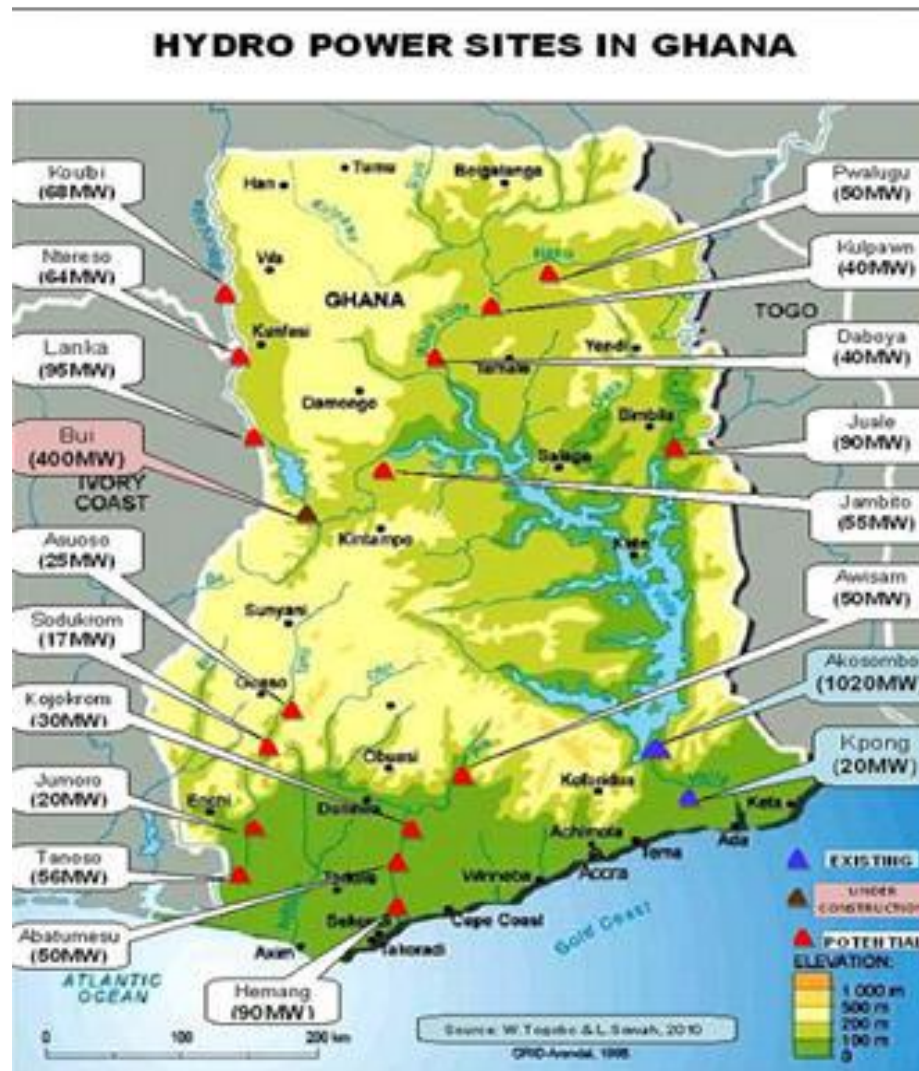 HYDRO POWER SITES IN GHANA
Koulbi
(68MW)
Ntereso
(64MW)
Lanka
(95MW)
Bui
(400MW)
IVORY
COAST
Asuoso
(25MW)
Sodukrom
(17MW)
Kojokrom
(30MW)
Jumoro
(20MW)
Tanoso
(56MW)
Abatumesu
(50MW)
Hemang
(90MW)
Pwalugu
(50MW)
Kulpawn
(40MW)
TOGO
Daboya
(40MW)
Juale
(90MW)
Jambito
(55MW)
Awisam
(50MW)
Akosombo
(1020MW)
Kpong
(20MW)
Tumu
Han
Bolgatanga
Wa
GHANA
Tamale
Yendi
Damongo
Bimbila
Salaga
Kintampo
Sunyani
Obuasi
Koforidua
Enchi
Achimota
Accra
Tema
Ada
Keta
Winneba
Cape Coast
Takoradi
Axim
Gold Coast
ATLANTIC
OCEAN
EXISTING
UNDER
CONSTRUCTION
POTENTIAL
ELEVATION:
1 000 m
500 m
200 m
100 m
0
0 100 200 km
Source: W. Togobo &
2010
GRID-Arendal, 1998